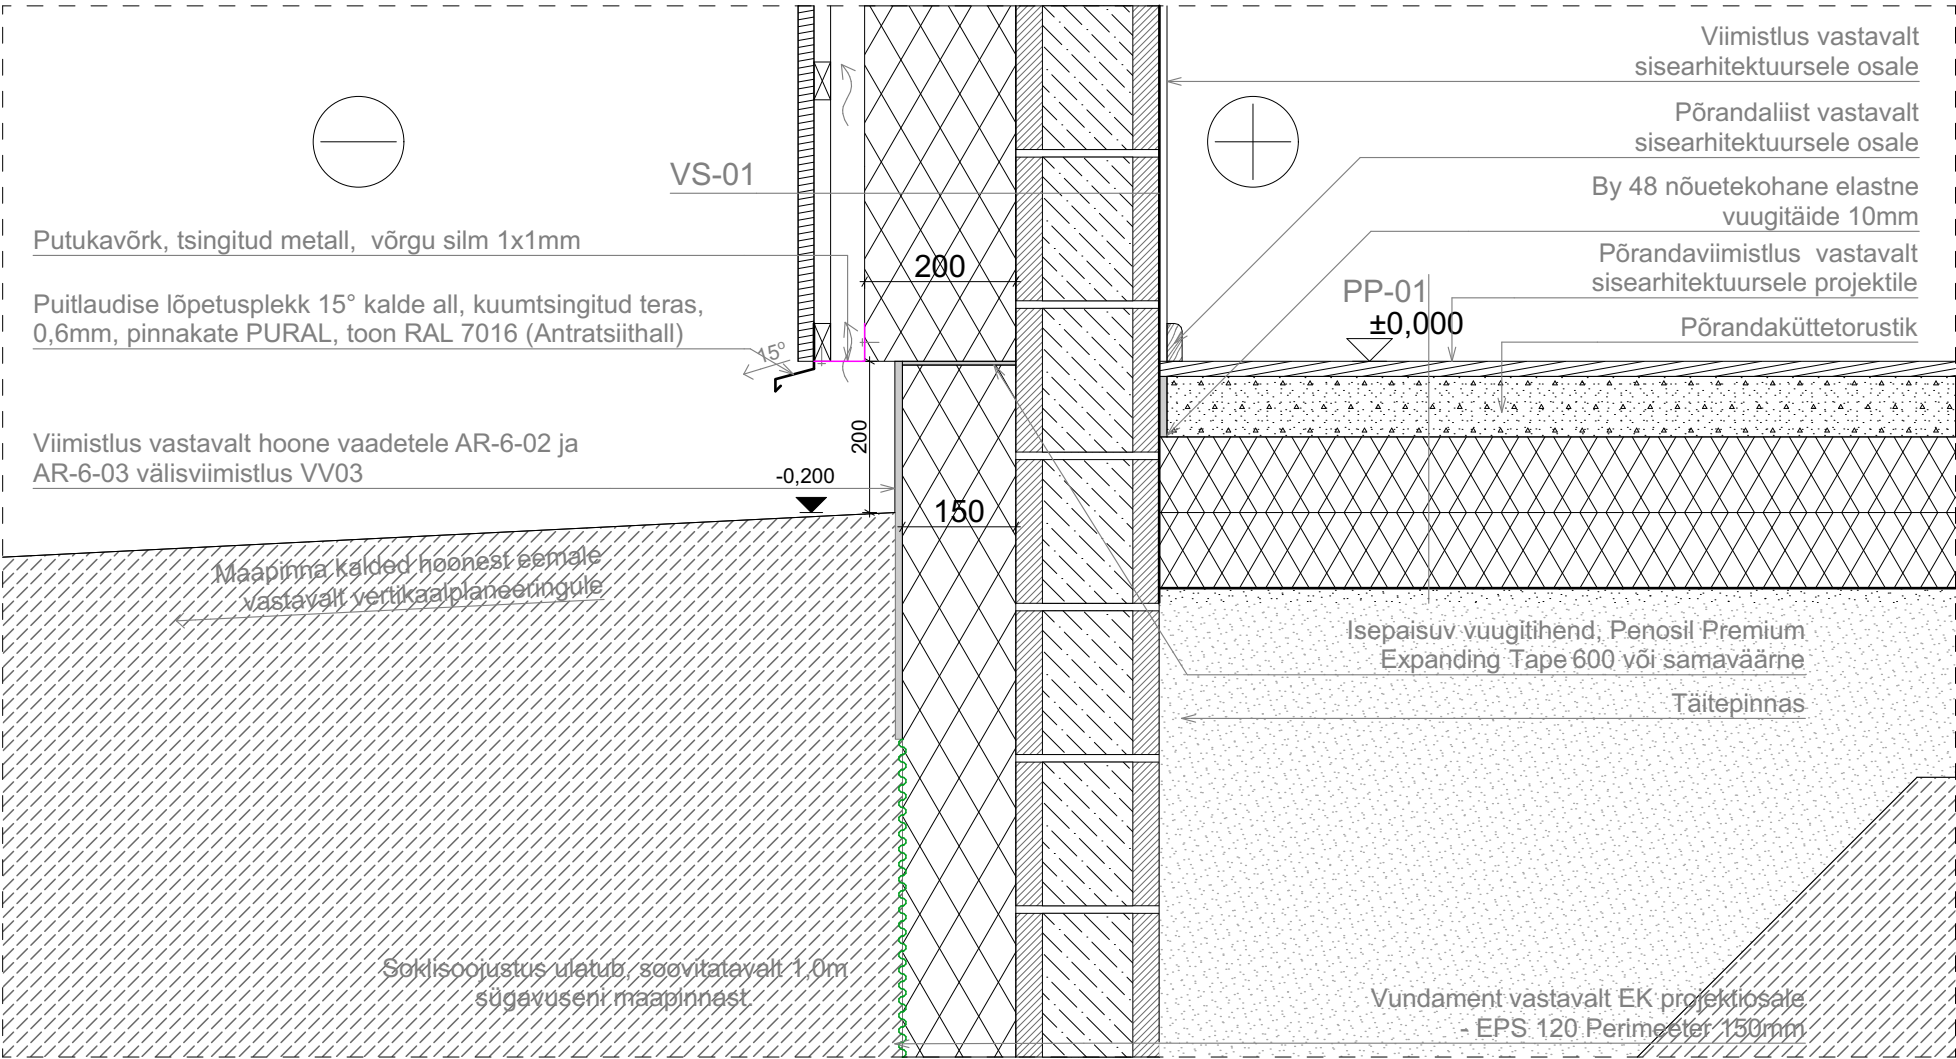 Viimistlus vastavalt
sisearhitektuursele osale
Põrandaliist vastavalt
sisearhitektuursele osale
VS-01
By 48 nõuetekohane elastne
vuugitäide 10mm
Putukavõrk, tsingitud metall, võrgu silm 1x1mm
200
Põrandaviimistlus vastavalt
sisearhitektuursele projektile
PP-01
±0,000
Puitlaudise lõpetusplekk 15° kalde all, kuumtsingitud teras,
0,6mm, pinnakate PURAL, toon RAL 7016 (Antratsiithall)
15°
Põrandaküttetorustik
Viimistlus vastavalt hoone vaadetele AR-6-02 ja
AR-6-03 välisviimistlus VV03
200
-0,200
150
Maapinna kalded hoonest eemale
vastavalt vertikaalplaneeringule
Isepaisuv vuugitihend, Penosil Premium
Expanding Tape 600 või samaväärne
Täitepinnas
Soklisoojustus ulatub, soovitatavalt 1,0m
sügavuseni maapinnast.
Vundament vastavalt EK projektiosale
- EPS 120 Perimeeter 150mm